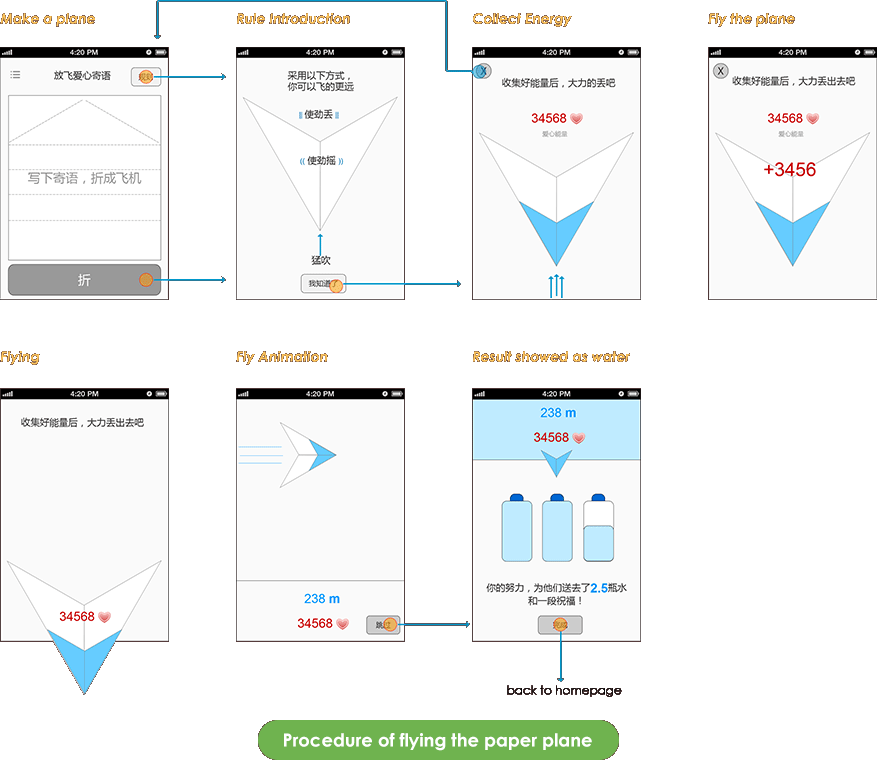 Make a plane
Rule Introduction
Collect Energy
Fly the plane
4:20 PM
放飞爱心寄语
写下寄语，折成飞机
折
4:20 PM
采用以下方式，
你可以飞的更远
|| 使劲丢 ||
(( 使劲摇 ))
猛吹
我知道了
4:20 PM
X
收集好能量后，大力的丢吧
34568
爱心能量
4:20 PM
X
收集好能量后，大力丢出去吧
34568
爱心能量
+3456
Flying
Fly Animation
Result showed as water
4:20 PM
收集好能量后，大力丢出去吧
34568
4:20 PM
238 m
34568
跳过
4:20 PM
238 m
34568
你的努力，为他们送去了2.5瓶水
和一段祝福！
back to homepage
Procedure of flying the paper plane